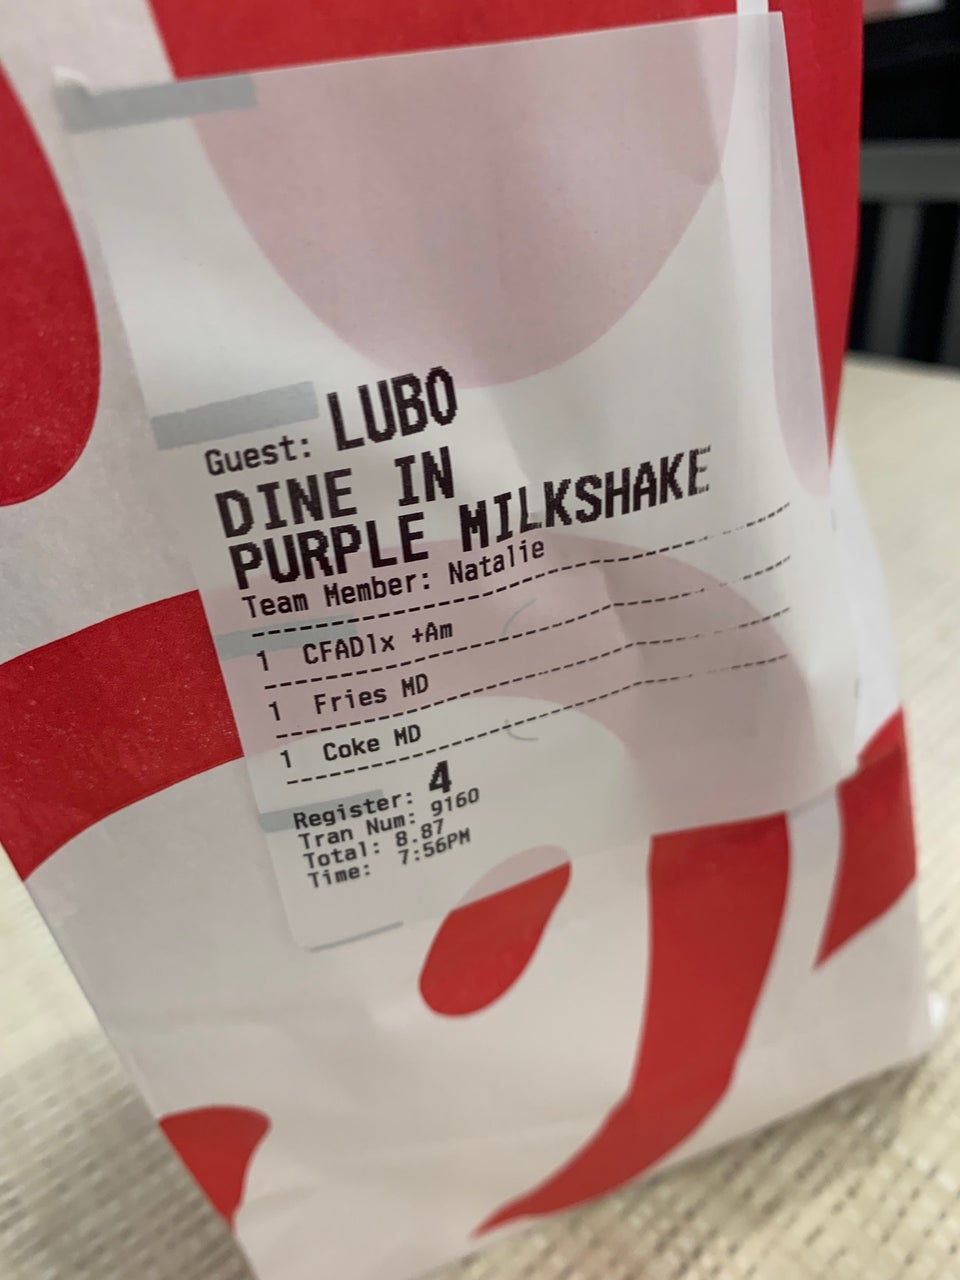 Guest: LUBO
DINE IN
PURPLE MILKSHAKE
Team Member: Natalie
1 CFAD1x +Am
1 Fries MD
1 Coke MD
Register: 4
Tran Num: 9160
Total: 8.87
Time: 7:56PM